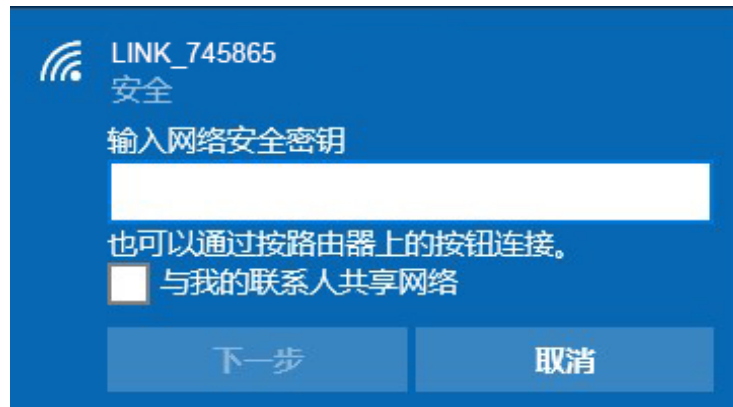 LINK_745865
安全
输入网络安全密钥
也可以通过按路由器上的按钮连接。
与我的联系人共享网络
下一步 取消